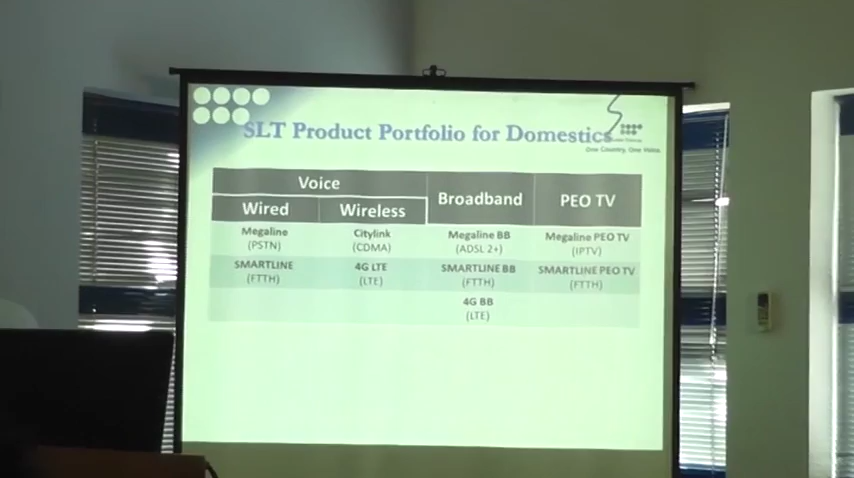 SLT Product Portfolio for Domestics
One Country. One Voice.
Voice
Broadband
PEO TV
Wired
Wireless
Megaline
(PSTN)
Citylink
(CDMA)
Megaline BB
(ADSL 2+)
Megaline PEO TV
(IPTV)
SMARTLINE
(FTTH)
4G LTE
(LTE)
SMARTLINE BB
(FTTH)
SMARTLINE PEO TV
(FTTH)
4G BB
(LTE)